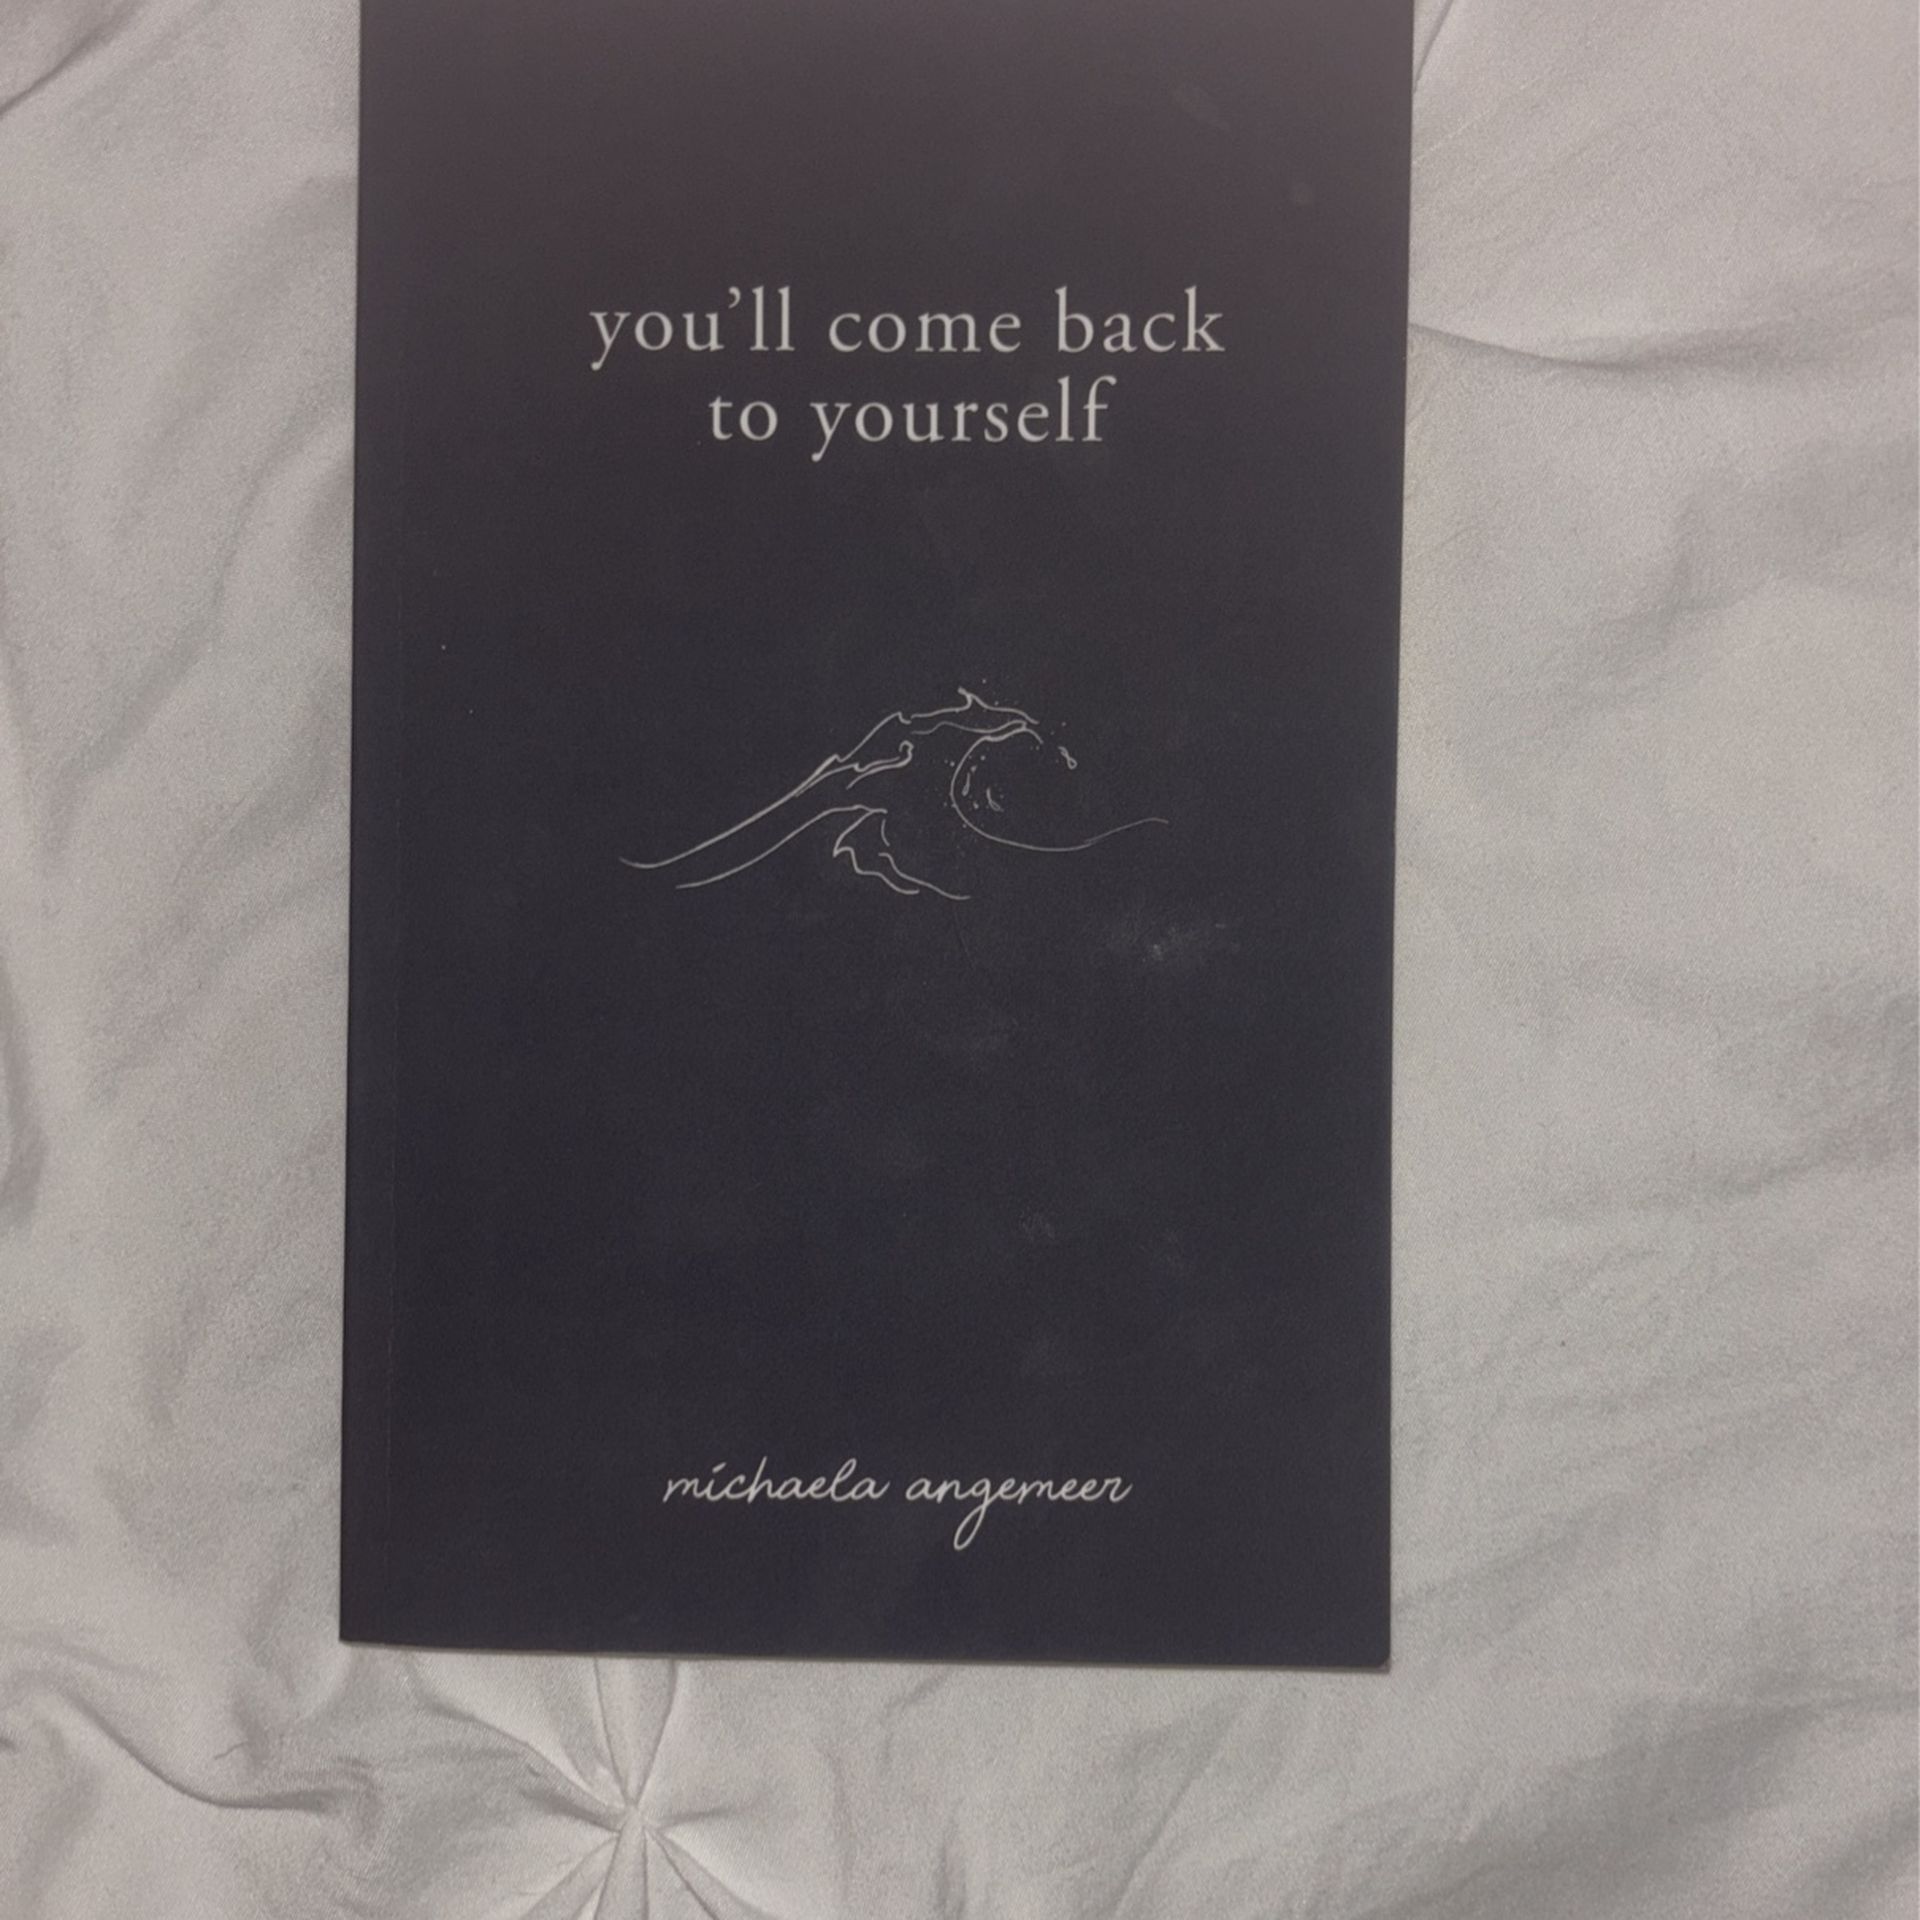 you’ll come back
to yourself
michaela angemeer